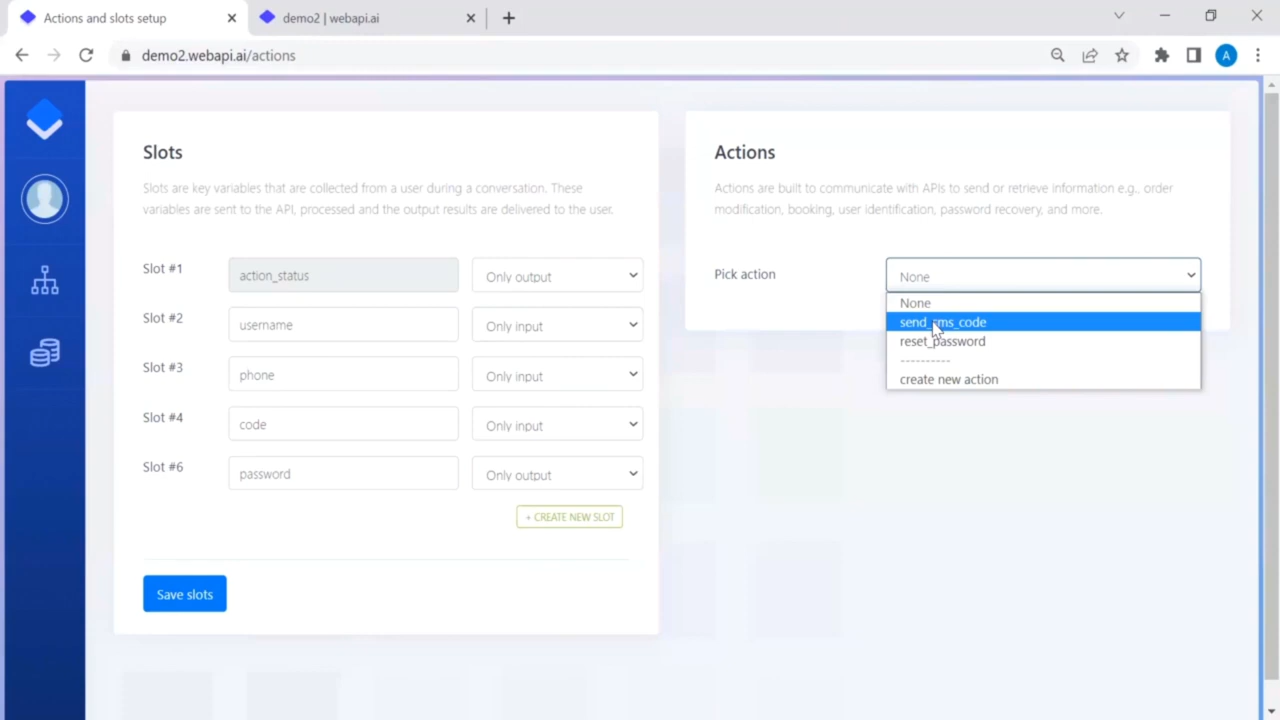 Actions and slots setup
demo2 | webapi.ai
demo2.webapi.ai/actions
A
Slots
Slots are key variables that are collected from a user during a conversation. These
variables are sent to the API, processed and the output results are delivered to the user.
Slot #1
action_status
Only output
Slot #2
username
Only input
Slot #3
phone
Only input
Slot #4
code
Only input
Slot #6
password
Only output
+ CREATE NEW SLOT
Save slots
Actions
Actions are built to communicate with APIs to send or retrieve information e.g., order
modification, booking, user identification, password recovery, and more.
Pick action
None
None
send_sms_code
reset_password
----------
create new action